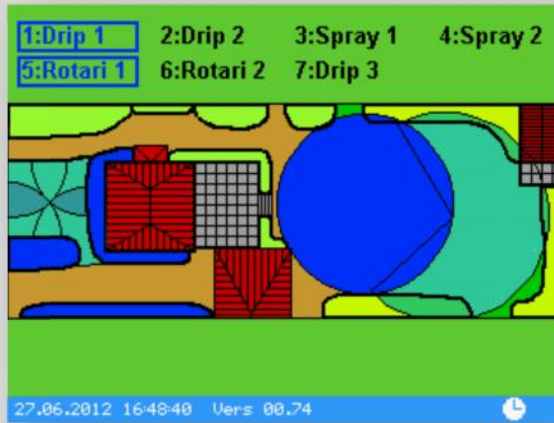 1:Drip 1 2:Drip 2 3:Spray 1 4:Spray 2
5:Rotari 1 6:Rotari 2 7:Drip 3
27.06.2012 16:48:40 Vers 00.74